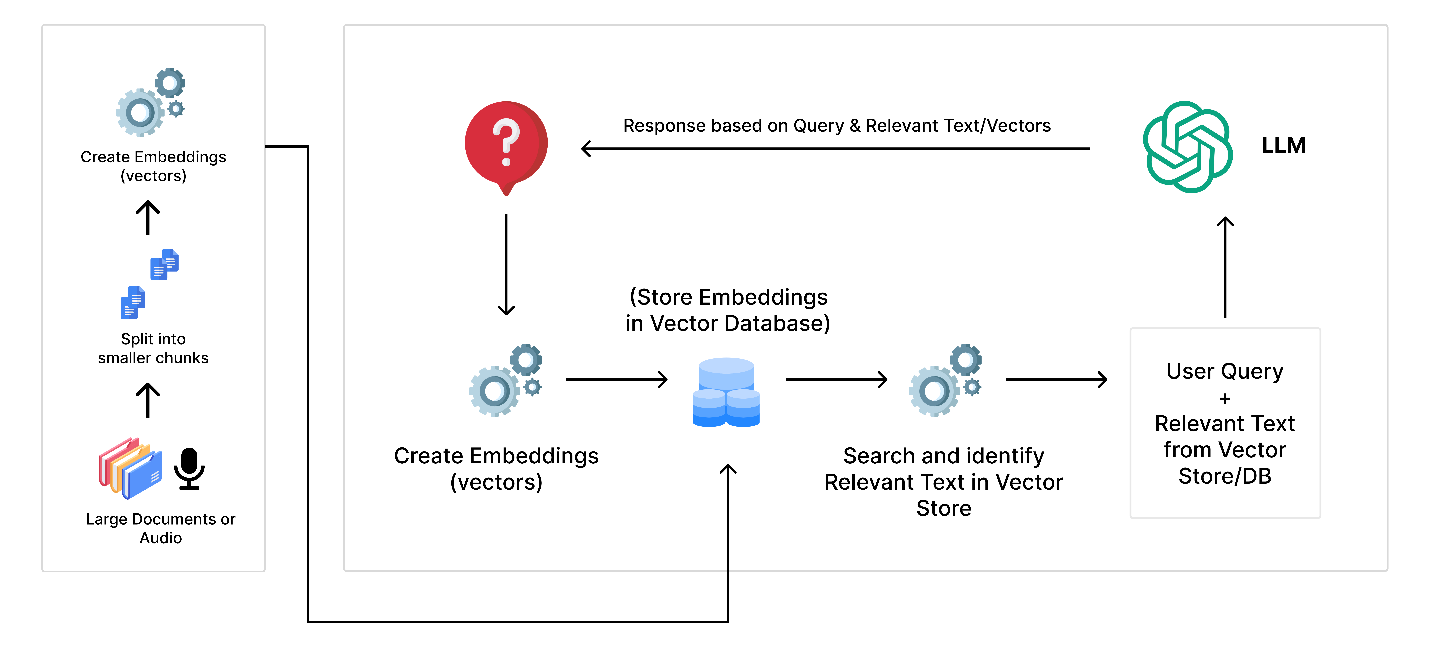 Create Embeddings
(vectors)
Split into
smaller chunks
Large Documents or
Audio
?
Response based on Query & Relevant Text/Vectors
LLM
(Store Embeddings
in Vector Database)
Create Embeddings
(vectors)
Search and identify
Relevant Text in Vector
Store
User Query
+
Relevant Text
from Vector
Store/DB